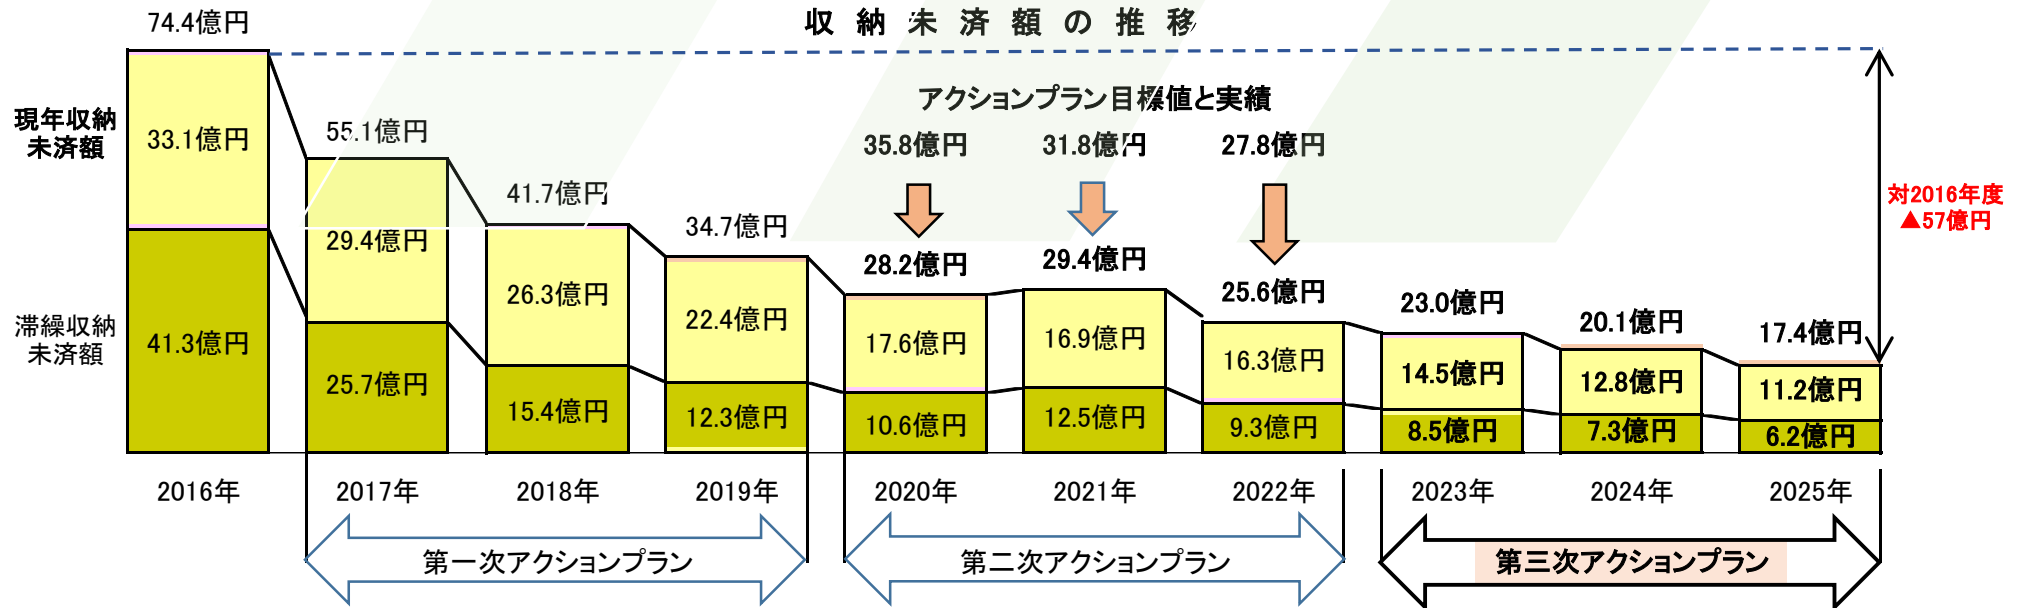 収納未済額の推移
74.4億円
現年収納
未済額
33.1億円
滞繰収納
未済額
41.3億円
55.1億円
29.4億円
25.7億円
41.7億円
26.3億円
15.4億円
34.7億円
22.4億円
12.3億円
アクションプラン目標値と実績
35.8億円
31.8億円
27.8億円
28.2億円
17.6億円
10.6億円
29.4億円
16.9億円
12.5億円
25.6億円
16.3億円
9.3億円
23.0億円
14.5億円
8.5億円
20.1億円
12.8億円
7.3億円
17.4億円
11.2億円
6.2億円
対2016年度
▲57億円
2016年
2017年
2018年
2019年
2020年
2021年
2022年
2023年
2024年
2025年
第一次アクションプラン
第二次アクションプラン
第三次アクションプラン